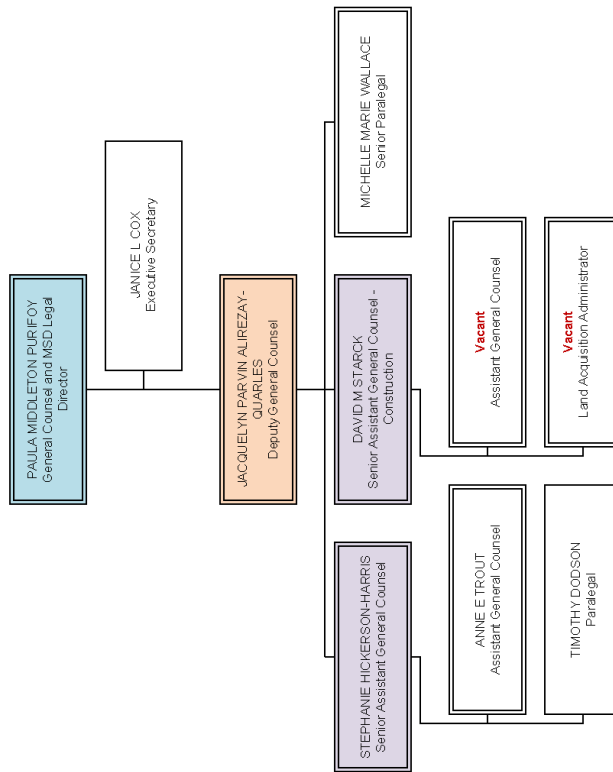 PAULA MIDDLETON PURIFOY
General Counsel and MSD Legal
Director
JANICE L COX
Executive Secretary
JACQUELYN PARVIN ALIREZAY-
QUARLES
Deputy General Counsel
STEPHANIE HICKERSON-HARRIS
Senior Assistant General Counsel
DAVID M STARCK
Senior Assistant General Counsel -
Construction
MICHELLE MARIE WALLACE
Senior Paralegal
ANNE E TROUT
Assistant General Counsel
Vacant
Assistant General Counsel
TIMOTHY DODSON
Paralegal
Vacant
Land Acquisition Administrator